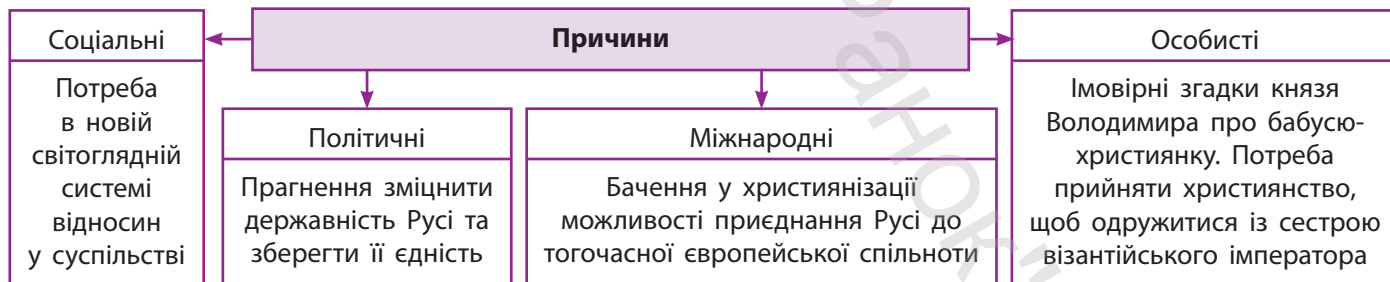 Причини
Соціальні
Потреба
в новій
світоглядній
системі
відносин
у суспільстві
Політичні
Прагнення зміцнити
державність Русі та
зберегти її єдність
Міжнародні
Бачення у християнізації
можливості приєднання Русі до
тогочасної європейської спільноти
Особисті
Імовірні згадки князя
Володимира про бабусю-
християнку. Потреба
прийняти християнство,
щоб одружитися із сестрою
візантійського імператора
анок"